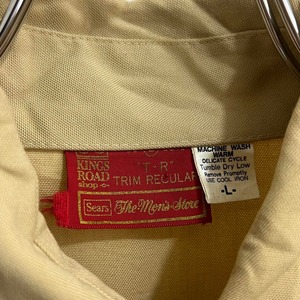 KINGS
ROAD
shop
"T-R"
TRIM REGULAR
Sears The Men's Store
MACHINE WASH
WARM
DELICATE CYCLE
Tumble Dry Low
Remove Promptly
USE COOL IRON
-L-